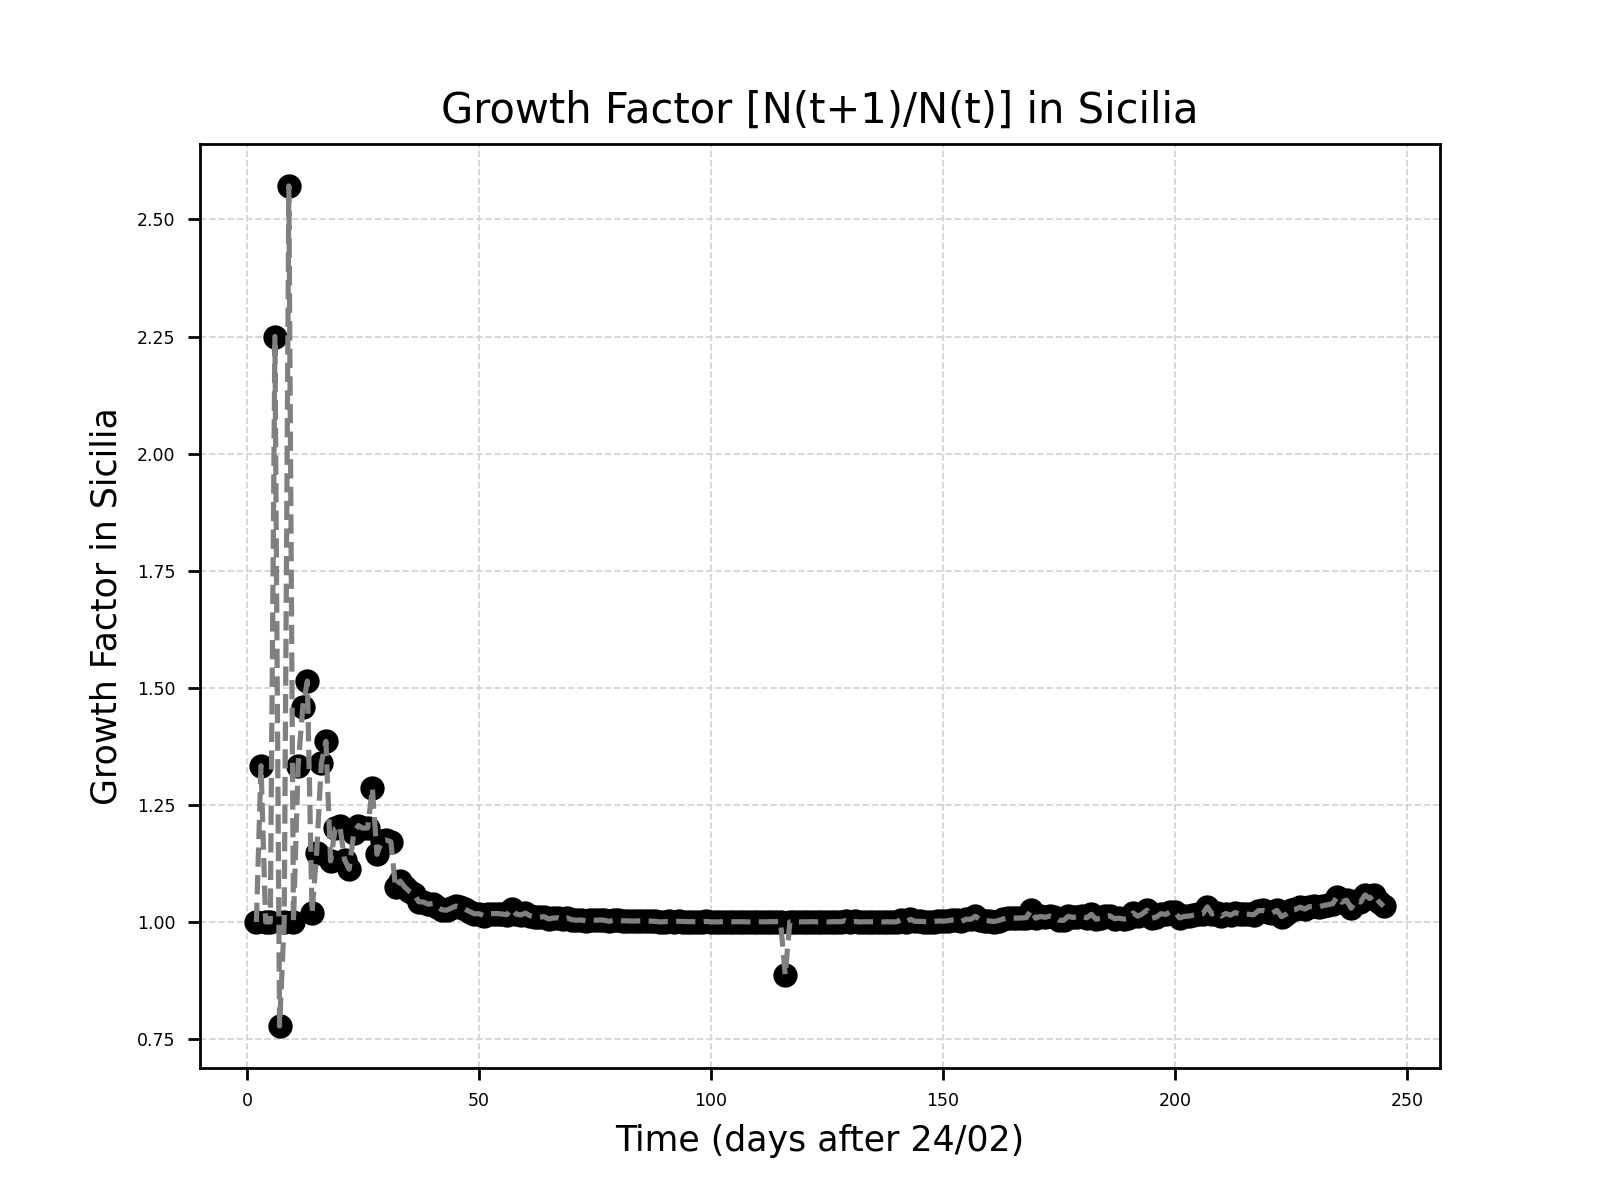 Growth Factor [N(t+1)/N(t)] in Sicilia
Growth Factor in Sicilia
2.50
2.25
2.00
1.75
1.50
1.25
1.00
0.75
0 50 100 150 200 250
Time (days after 24/02)